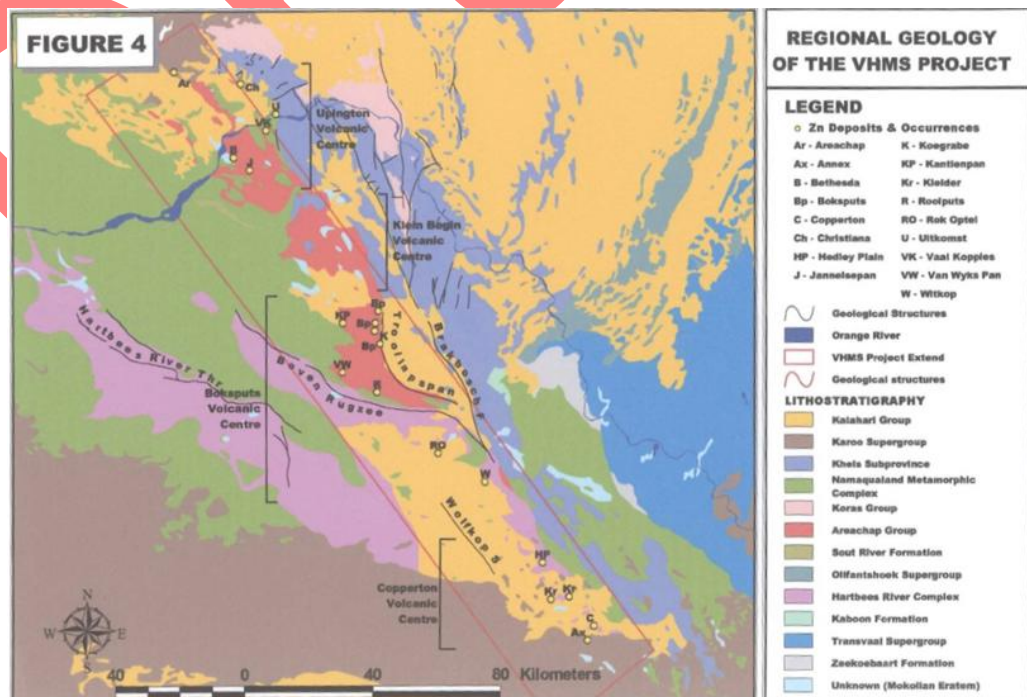 FIGURE 4
Ar
Ch
U
VK
Upington
Volcanic
Centre
B
J
Klein Begin
Volcanic
Centre
Bp
KP
Bp
K
Bp
Trooilapspan
Brakbosch F
Hartbees River Thr
VW
Boven Rugzee
R
Boksputs
Volcanic
Centre
RO
W
Wolfkop S
HP
Copperton
Volcanic
Centre
Kr
Kr
C
Ax
N
W
E
S
40
0
40
80
Kilometers
REGIONAL GEOLOGY
OF THE VHMS PROJECT
LEGEND
Zn Deposits & Occurrences
Ar - Areachap
K - Koegrabe
Ax - Annex
KP - Kantienpan
B - Bethesda
Kr - Kielder
Bp - Boksputs
R - Rooiputs
C - Copperton
RO - Rok Optel
Ch - Christiana
U - Uitkomst
HP - Hedley Plain
VK - Vaal Koppies
J - Jannelsepan
VW - Van Wyks Pan
W - Witkop
Geological Structures
Orange River
VHMS Project Extend
Geological structures
LITHOSTRATIGRAPHY
Kalahari Group
Karoo Supergroup
Kheis Subprovince
Namaqualand Metamorphic
Complex
Koras Group
Areachap Group
Sout River Formation
Olifantshoek Supergroup
Hartbees River Complex
Kaboon Formation
Transvaal Supergroup
Zeekoebaart Formation
Unknown (Mokolian Eratem)